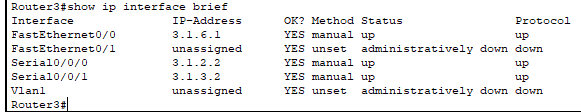 Router3#show ip interface brief
Interface IP-Address OK? Method Status Protocol
FastEthernet0/0 3.1.6.1 YES manual up up
FastEthernet0/1 unassigned YES unset administratively down down
Serial0/0/0 3.1.2.2 YES manual up up
Serial0/0/1 3.1.3.2 YES manual up up
Vlan1 unassigned YES unset administratively down down
Router3#